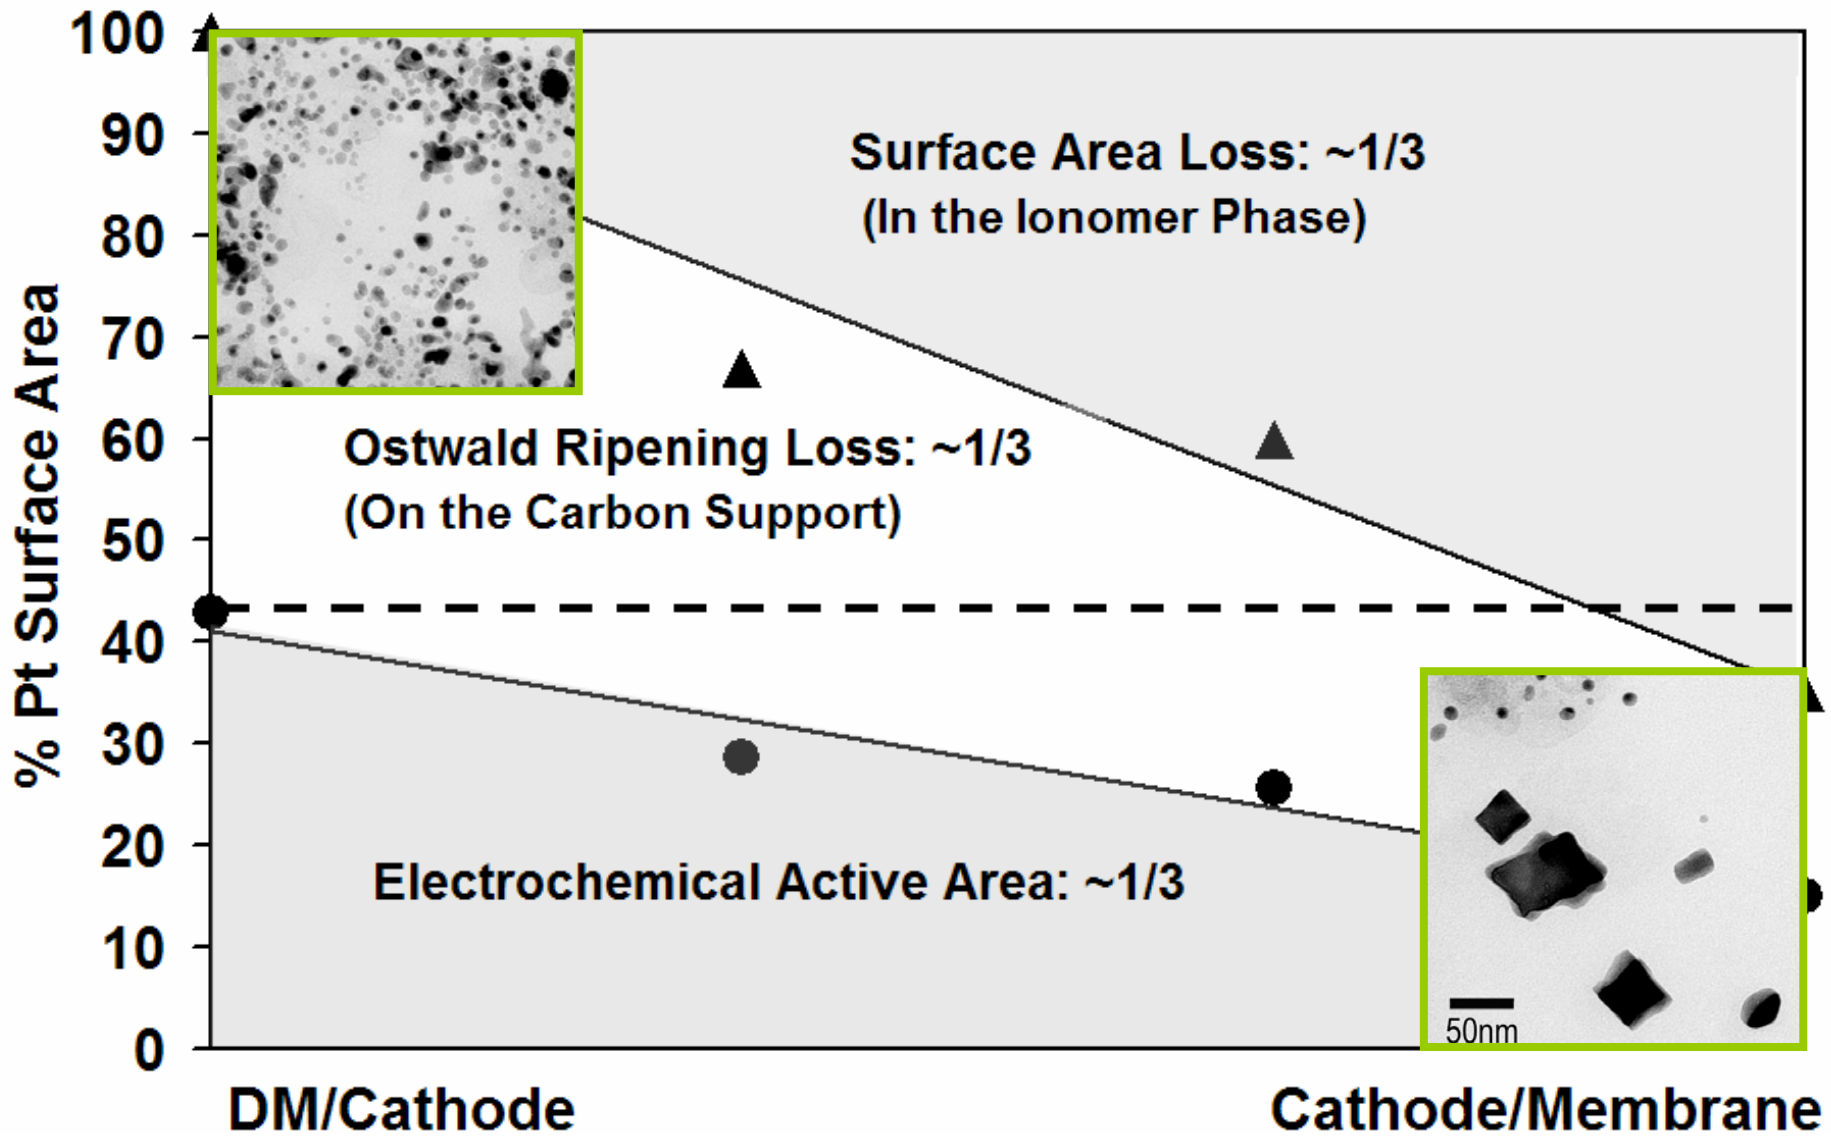 100
90
80
70
60
50
40
30
20
10
0
% Pt Surface Area
Surface Area Loss: ~1/3
(In the Ionomer Phase)
Ostwald Ripening Loss: ~1/3
(On the Carbon Support)
Electrochemical Active Area: ~1/3
50nm
DM/Cathode
Cathode/Membrane